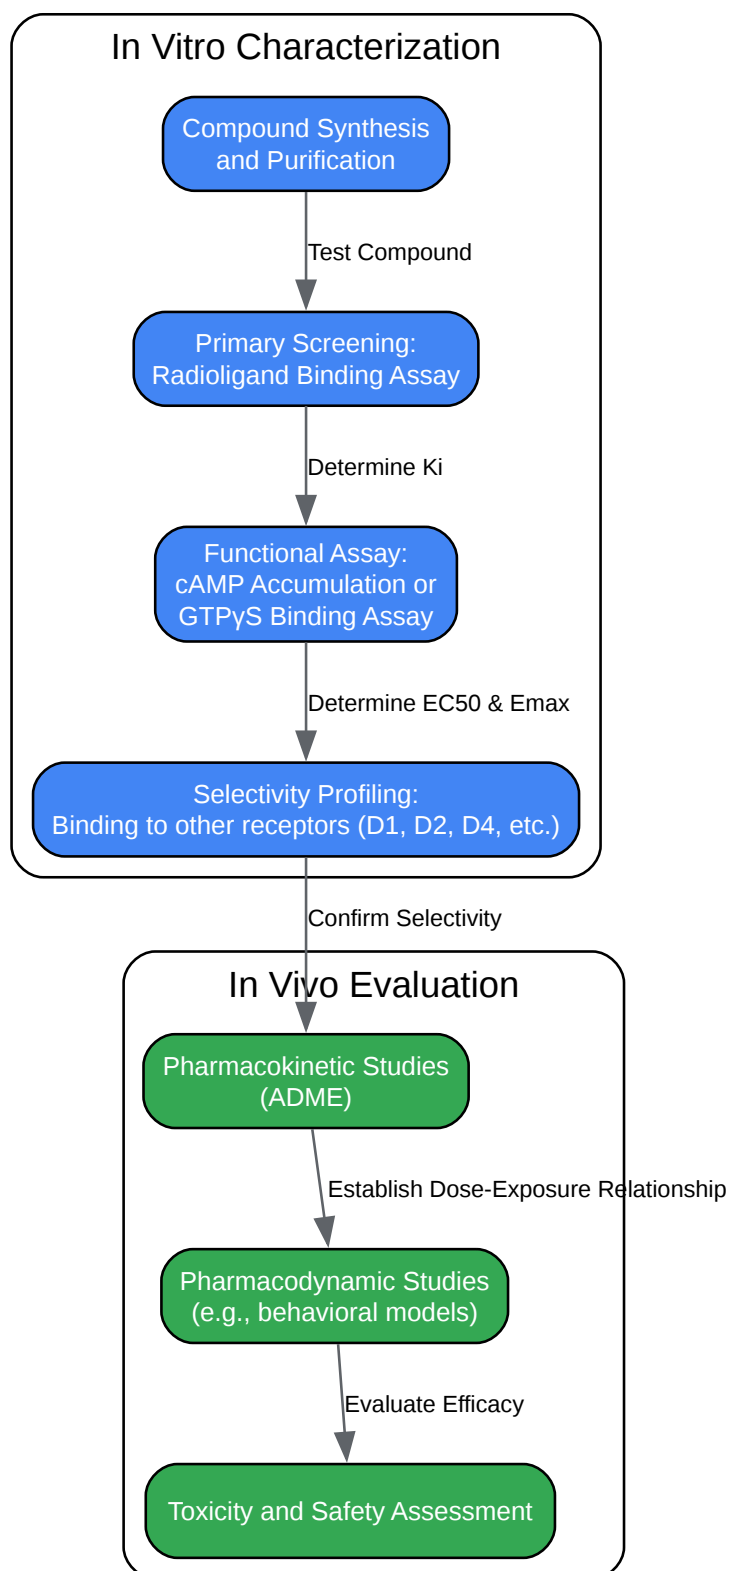 In Vitro Characterization
Compound Synthesis
and Purification
Test Compound
Primary Screening:
Radioligand Binding Assay
Determine Ki
Functional Assay:
cAMP Accumulation or
GTPγS Binding Assay
Determine EC50 & Emax
Selectivity Profiling:
Binding to other receptors (D1, D2, D4, etc.)
Confirm Selectivity
In Vivo Evaluation
Pharmacokinetic Studies
(ADME)
Establish Dose-Exposure Relationship
Pharmacodynamic Studies
(e.g., behavioral models)
Evaluate Efficacy
Toxicity and Safety Assessment